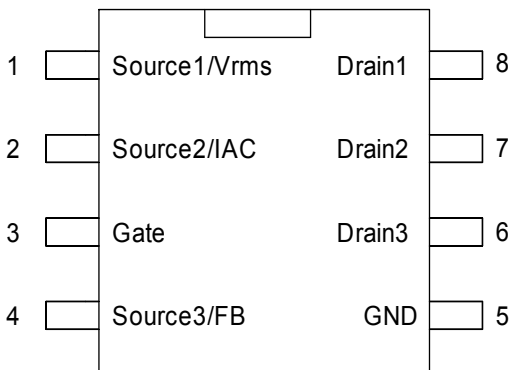 1 Source1/Vrms Drain1 8
2 Source2/IAC Drain2 7
3 Gate Drain3 6
4 Source3/FB GND 5